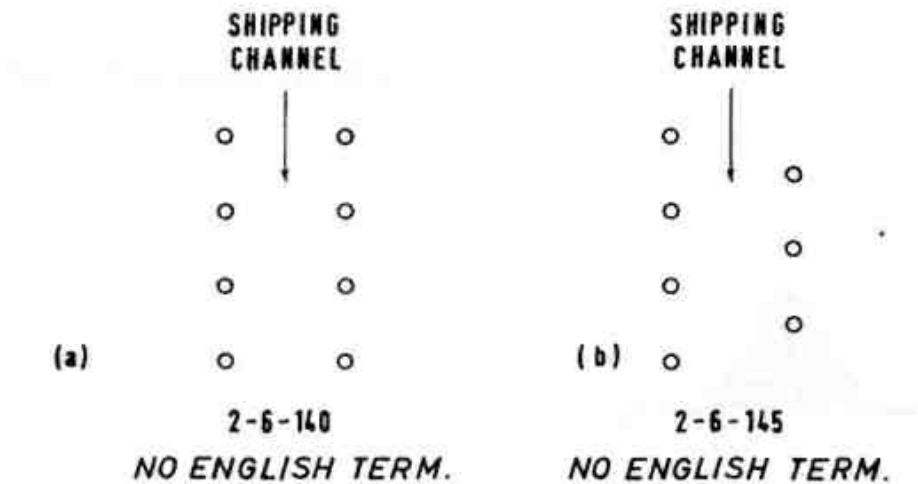 SHIPPING
CHANNEL
(a)
2-6-140
NO ENGLISH TERM.
SHIPPING
CHANNEL
(b)
2-6-145
NO ENGLISH TERM.